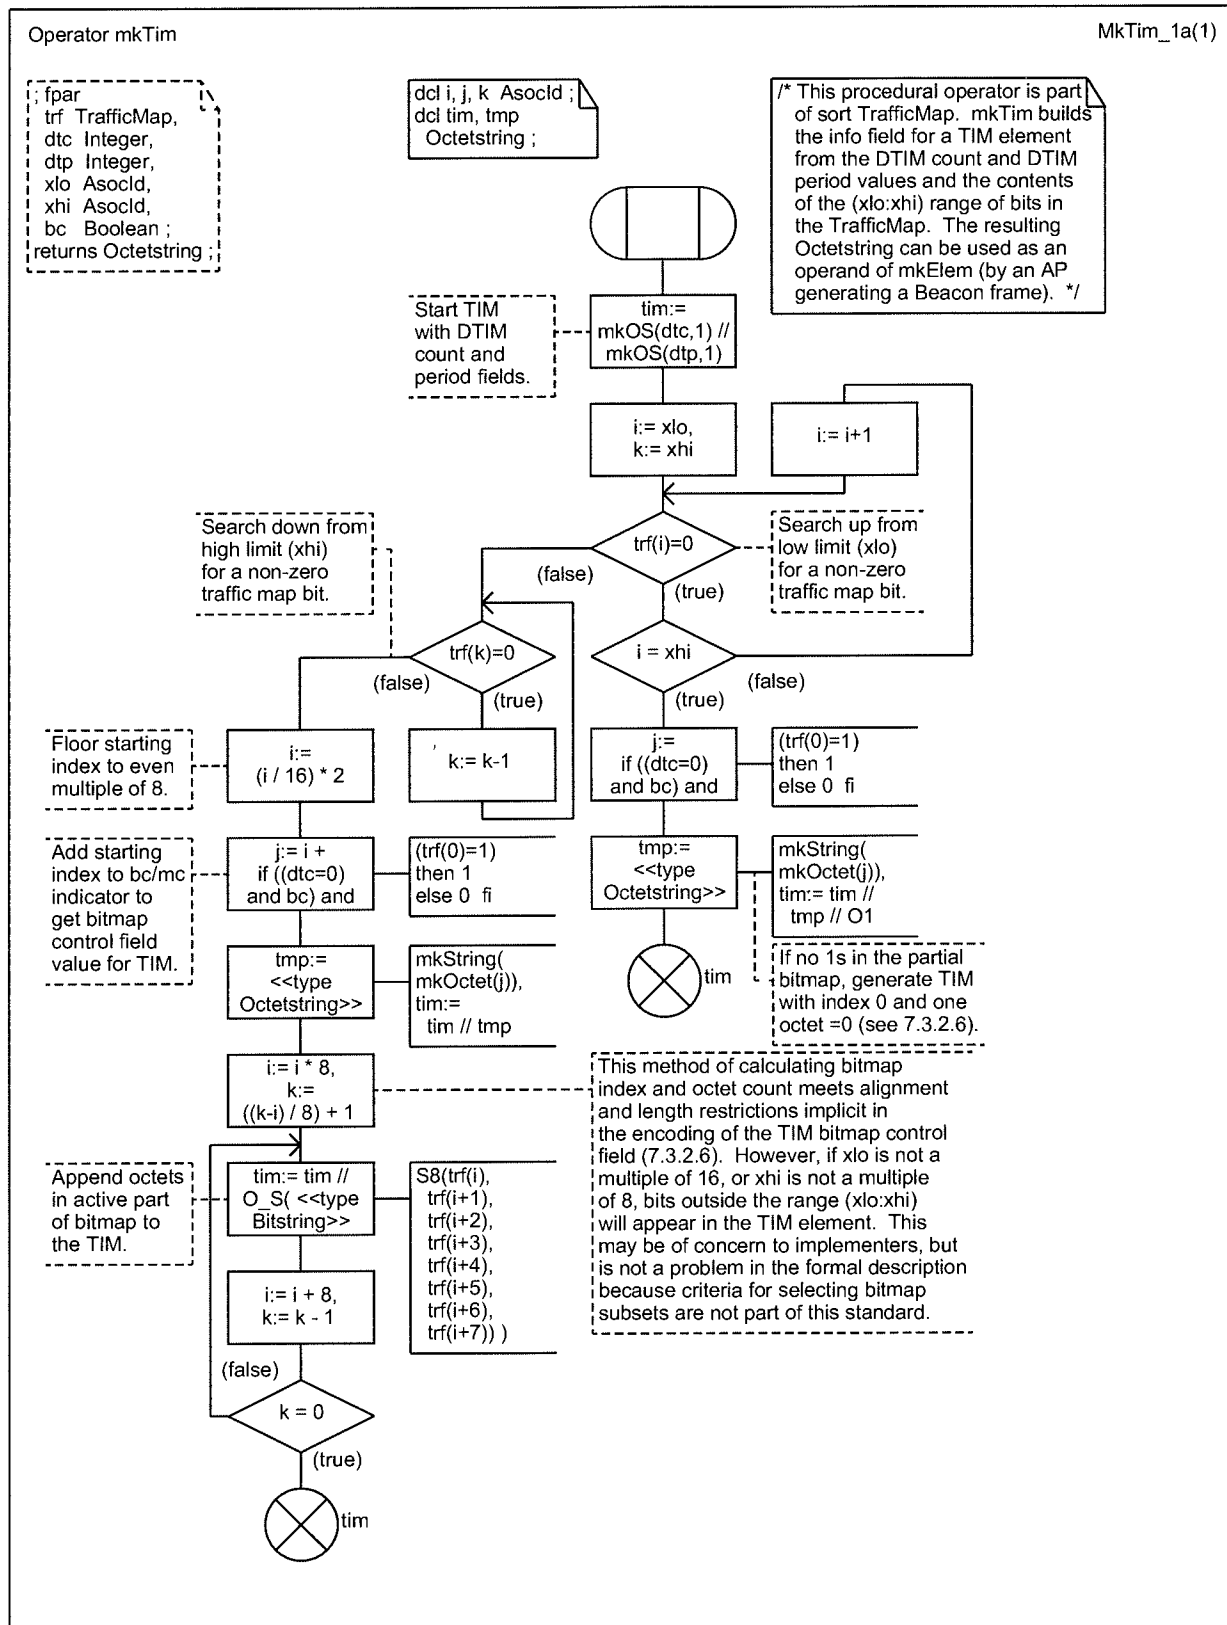 Operator mkTim
MkTim_1a(1)
; fpar
trf TrafficMap,
dtc Integer,
dtp Integer,
xlo AsocId,
xhi AsocId,
bc Boolean ;
returns Octetstring ;
dcl i, j, k AsocId ;
dcl tim, tmp
Octetstring ;
/* This procedural operator is part
of sort TrafficMap. mkTim builds
the info field for a TIM element
from the DTIM count and DTIM
period values and the contents
of the (xlo:xhi) range of bits in
the TrafficMap. The resulting
Octetstring can be used as an
operand of mkElem (by an AP
generating a Beacon frame). */
Start TIM
with DTIM
count and
period fields.
tim:=
mkOS(dtc,1) //
mkOS(dtp,1)
i:= xlo,
k:= xhi
i:= i+1
Search down from
high limit (xhi)
for a non-zero
traffic map bit.
trf(i)=0
(false)
(true)
Search up from
low limit (xlo)
for a non-zero
traffic map bit.
trf(k)=0
(false)
(true)
i = xhi
(false)
(true)
Floor starting
index to even
multiple of 8.
i:=
(i / 16) * 2
k:= k-1
j:=
if ((dtc=0)
and bc) and
(trf(0)=1)
then 1
else 0 fi
Add starting
index to bc/mc
indicator to
get bitmap
control field
value for TIM.
j:= i +
if ((dtc=0)
and bc) and
(trf(0)=1)
then 1
else 0 fi
tmp:=
<<type
Octetstring>>
mkString(
mkOctet(j)),
tim:= tim //
tmp // O1
tim
If no 1s in the partial
bitmap, generate TIM
with index 0 and one
octet =0 (see 7.3.2.6).
tmp:=
<<type
Octetstring>>
mkString(
mkOctet(j)),
tim:=
tim // tmp
i:= i * 8,
k:=
((k-i) / 8) + 1
This method of calculating bitmap
index and octet count meets alignment
and length restrictions implicit in
the encoding of the TIM bitmap control
field (7.3.2.6). However, if xlo is not a
multiple of 16, or xhi is not a multiple
of 8, bits outside the range (xlo:xhi)
will appear in the TIM element. This
may be of concern to implementers, but
is not a problem in the formal description
because criteria for selecting bitmap
subsets are not part of this standard.
Append octets
in active part
of bitmap to
the TIM.
tim:= tim //
O_S( <<type
Bitstring>>
S8(trf(i),
trf(i+1),
trf(i+2),
trf(i+3),
trf(i+4),
trf(i+5),
trf(i+6),
trf(i+7)) )
i:= i + 8,
k:= k - 1
(false)
k = 0
(true)
tim